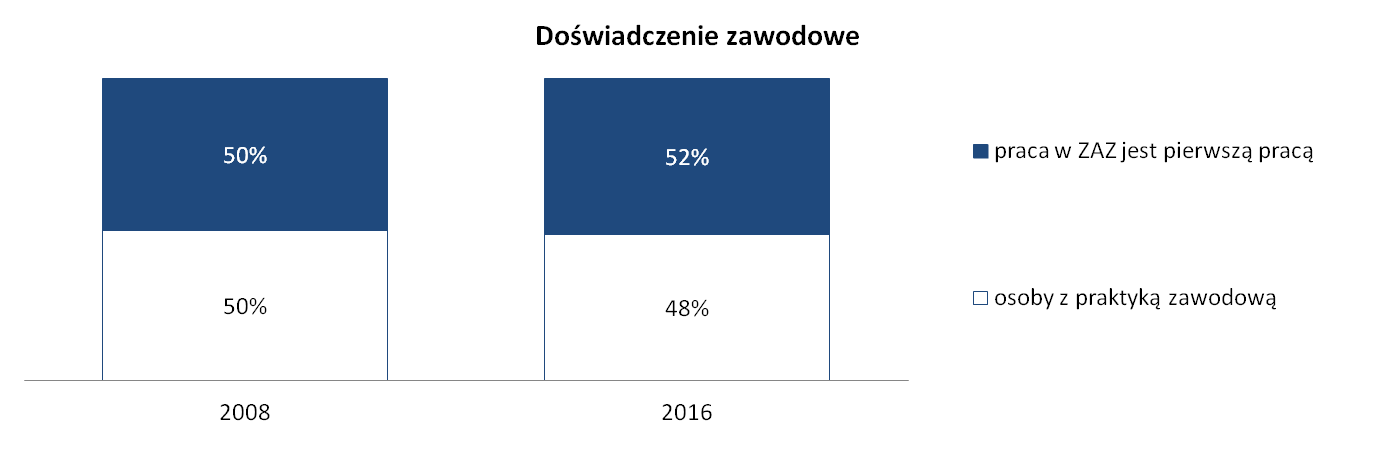 Doświadczenie zawodowe
50%
52%
praca w ZAZ jest pierwszą pracą
50%
48%
osoby z praktyką zawodową
2008
2016